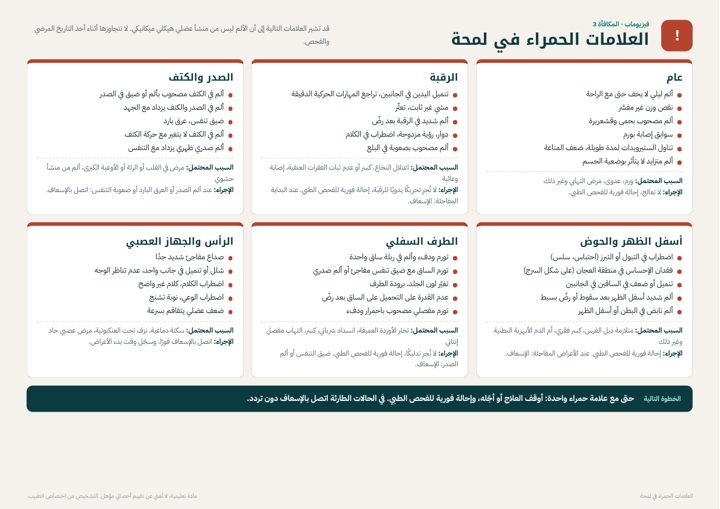 !
فيزيوماب · المكافأة 3
العلامات الحمراء في لمحة
قد تشير العلامات التالية إلى أن الألم ليس من منشأ عضلي هيكلي ميكانيكي. لا تتجاوزها أثناء أخذ التاريخ المرضي
والفحص.
عام
ألم ليلي لا يخف حتى مع الراحة
نقص وزن غير مفسّر
ألم مصحوب بحمى وقشعريرة
سوابق إصابة بورم
تناول الستيرويدات لمدة طويلة، ضعف المناعة
ألم متزايد لا يتأثر بوضعية الجسم
السبب المحتمل: ورم، عدوى، مرض التهابي وغير ذلك
الإجراء: لا تعالج، إحالة فورية للفحص الطبي.
الرقبة
تنميل اليدين في الجانبين، تراجع المهارات الحركية الدقيقة
مشي غير ثابت، تعثّر
ألم شديد في الرقبة بعد رضّ
دوار، رؤية مزدوجة، اضطراب في الكلام
ألم مصحوب بصعوبة في البلع
السبب المحتمل: اعتلال النخاع، كسر أو عدم ثبات الفقرات العنقية، إصابة
وعائية
الإجراء: لا تُجرِ تحريكًا يدويًا للرقبة، إحالة فورية للفحص الطبي. عند البداية
المفاجئة: الإسعاف.
الصدر والكتف
ألم في الكتف مصحوب بألم أو ضيق في الصدر
ألم في الصدر والكتف يزداد مع الجهد
ضيق تنفس، عرق بارد
ألم في الكتف لا يتغير مع حركة الكتف
ألم صدري ظهري يزداد مع التنفس
السبب المحتمل: مرض في القلب أو الرئة أو الأوعية الكبرى، ألم من منشأ
حشوي
الإجراء: عند ألم الصدر أو العرق البارد أو صعوبة التنفس: اتصل بالإسعاف.
أسفل الظهر والحوض
اضطراب في التبول أو التبرز (احتباس، سلس)
فقدان الإحساس في منطقة العجان (على شكل السرج)
تنميل أو ضعف في الساقين في الجانبين
ألم شديد أسفل الظهر بعد سقوط أو رضّ بسيط
ألم نابض في البطن أو أسفل الظهر
السبب المحتمل: متلازمة ذيل الفرس، كسر فقري، أم الدم الأبهرية البطنية
وغير ذلك
الإجراء: إحالة فورية للفحص الطبي. عند الأعراض المفاجئة: الإسعاف.
الطرف السفلي
تورم ودفء وألم في ربلة ساق واحدة
تورم الساق مع ضيق تنفس مفاجئ أو ألم صدري
تغيّر لون الجلد، برودة الطرف
عدم القدرة على التحميل على الساق بعد رضّ
تورم مفصلي مصحوب باحمرار ودفء
السبب المحتمل: تخثر الأوردة العميقة، انسداد شرياني، كسر، التهاب مفصل
إنتاني
الإجراء: لا تُجرِ تدليكًا. إحالة فورية للفحص الطبي. ضيق التنفس أو ألم
الصدر: الإسعاف.
الرأس والجهاز العصبي
صداع مفاجئ شديد جدًا
شلل أو تنميل في جانب واحد، عدم تناظر الوجه
اضطراب الكلام، كلام غير واضح
اضطراب الوعي، نوبة تشنج
ضعف عضلي يتفاقم بسرعة
السبب المحتمل: سكتة دماغية، نزف تحت العنكبوتية، مرض عصبي حاد
الإجراء: اتصل بالإسعاف فورًا، وسجّل وقت بدء الأعراض.
الخطوة التالية
حتى مع علامة حمراء واحدة: أوقف العلاج أو أجّله، وإحالة فورية للفحص الطبي. في الحالات الطارئة اتصل بالإسعاف دون تردد.
العلامات الحمراء في لمحة
مادة تعليمية، لا تُغني عن تقييم أخصائي مؤهل. التشخيص من اختصاص الطبيب.